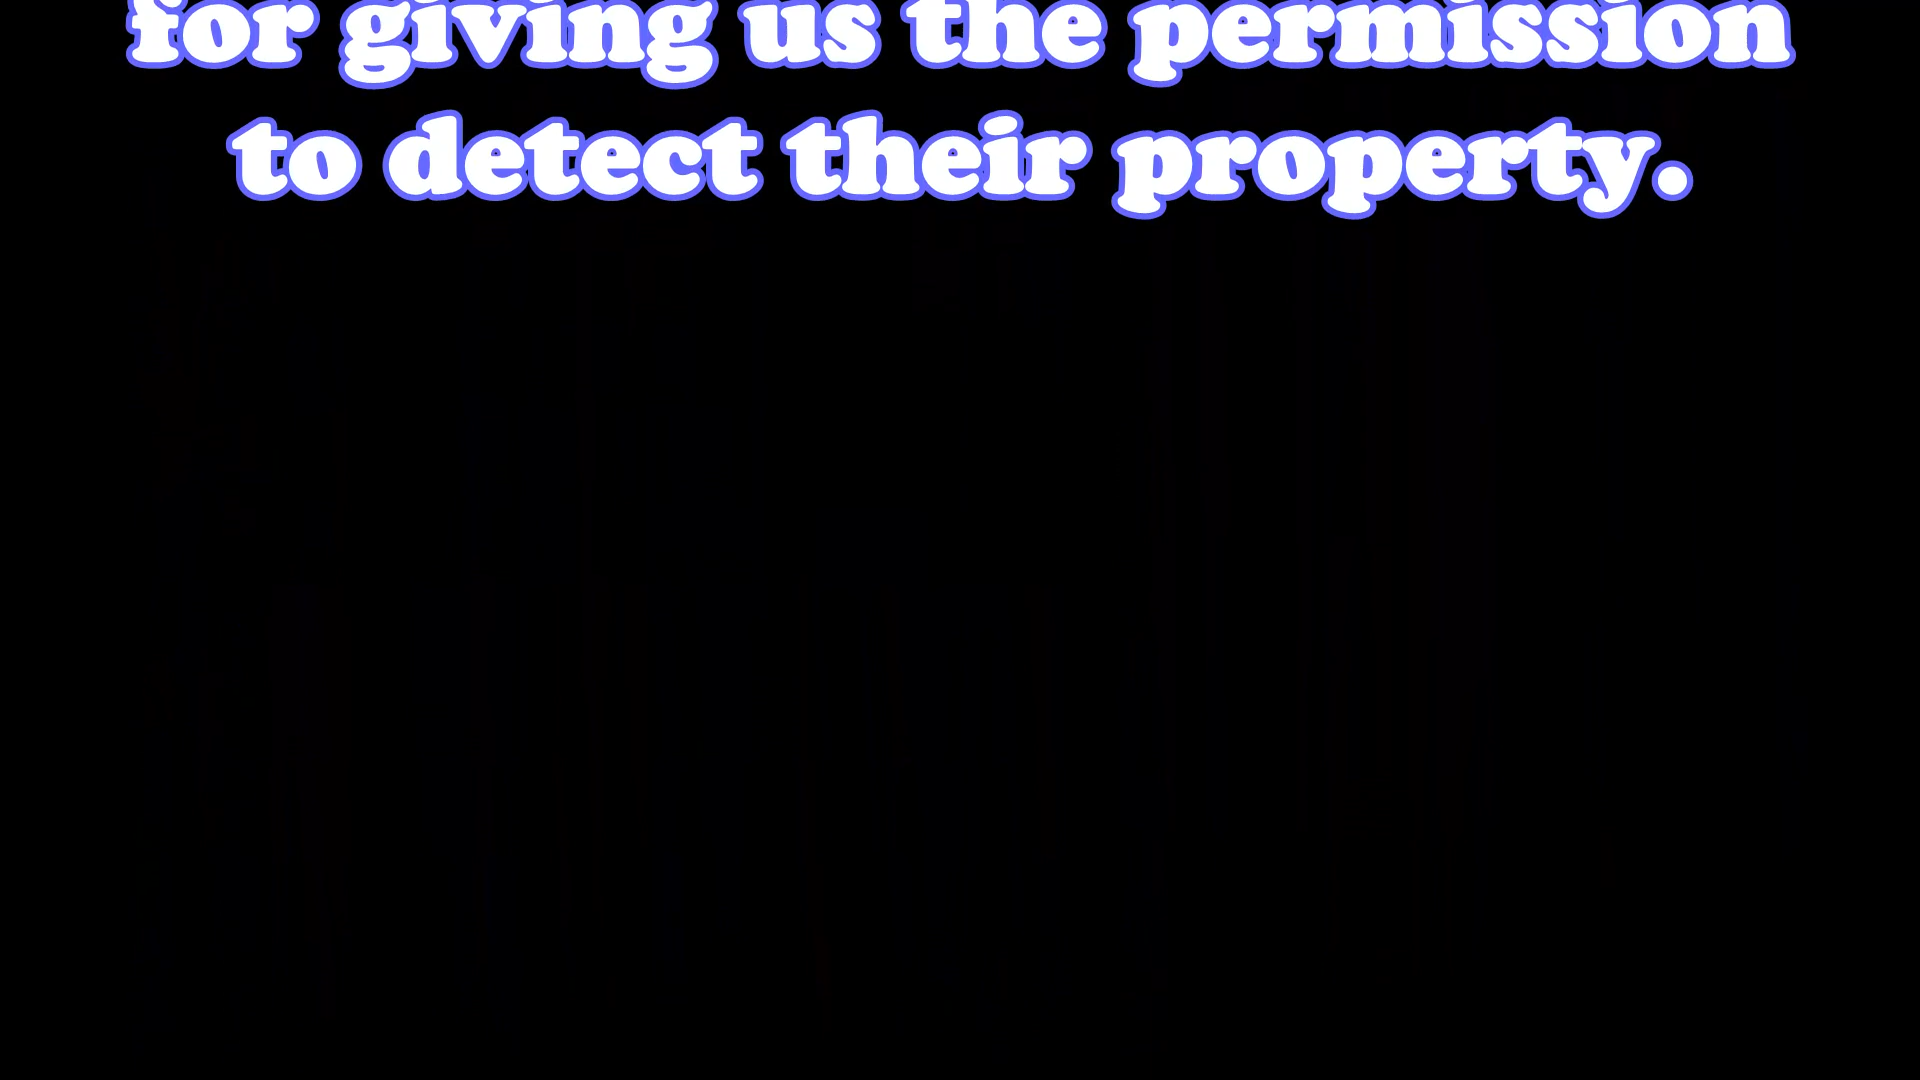 for giving us the permission
to detect their property.